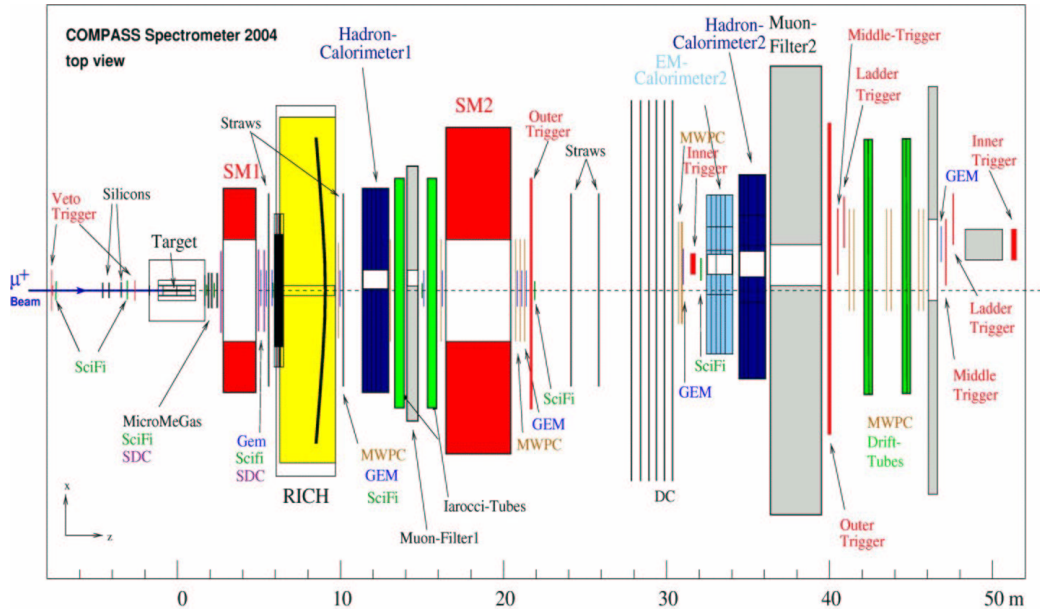 COMPASS Spectrometer 2004
top view
Hadron-
Calorimeter1
Hadron-
Calorimeter2
Muon-
Filter2
EM-
Calorimeter2
Middle-Trigger
Ladder
Trigger
SM2
Outer
Trigger
Straws
Straws
MWPC
Inner
Trigger
Inner
Trigger
GEM
SM1
Veto
Trigger
Silicons
Target
μ+
Beam
SciFi
MicroMeGas
SciFi
SDC
Gem
Scifi
SDC
RICH
MWPC
GEM
SciFi
Iarocci-Tubes
Muon-Filter1
SciFi
GEM
MWPC
DC
SciFi
GEM
Ladder
Trigger
Middle
Trigger
MWPC
Drift-
Tubes
Outer
Trigger
x
z
0
10
20
30
40
50 m